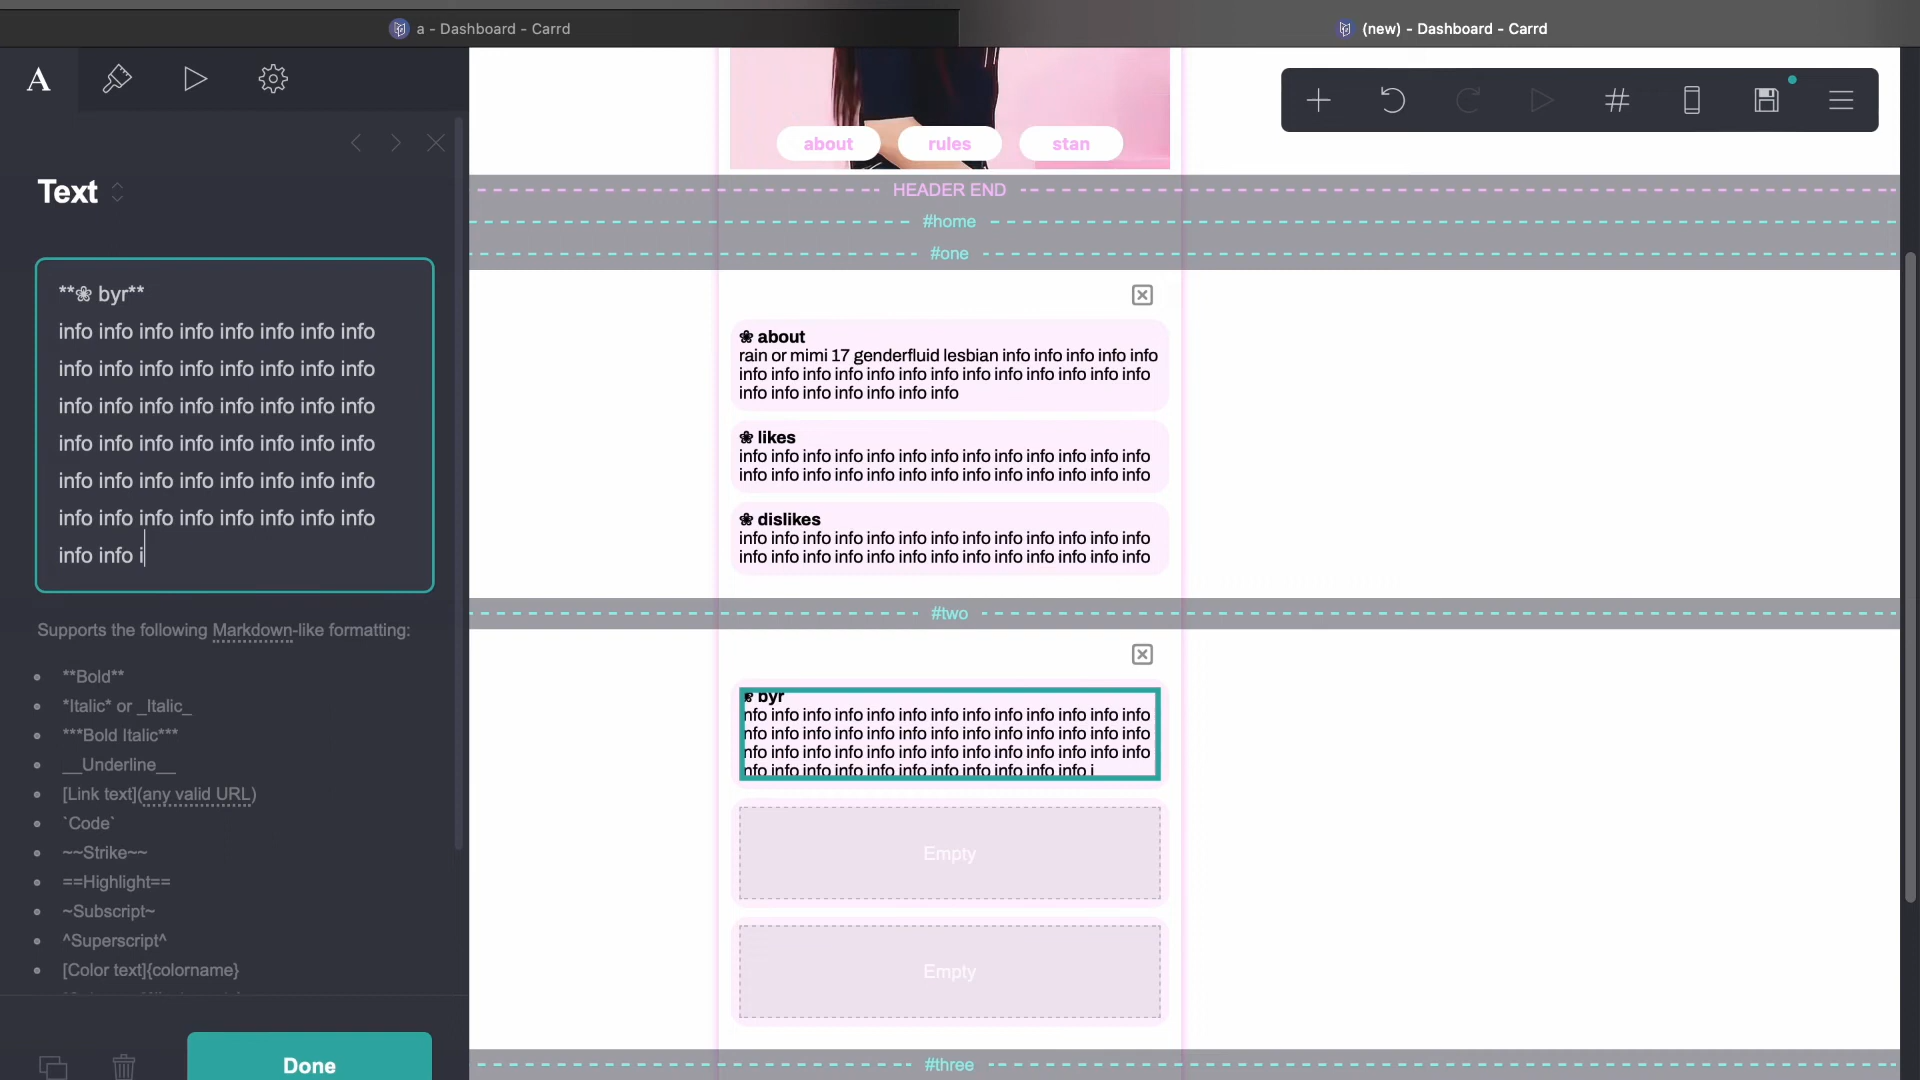 a - Dashboard - Carrd
(new) - Dashboard - Carrd
A
Text
**❀ byr**
info info info info info info info info
info info info info info info info info
info info info info info info info info
info info info info info info info info
info info info info info info info info
info info info info info info info info
info info i
Supports the following Markdown-like formatting:
**Bold**
*Italic* or _Italic_
***Bold Italic***
__Underline__
[Link text](any valid URL)
`Code`
~~Strike~~
==Highlight==
~Subscript~
^Superscript^
[Color text]{colorname}
Done
about
rules
stan
HEADER END
#home
#one
❀ about
rain or mimi 17 genderfluid lesbian info info info info info
info info info info info info info info info info info info info
info info info info info info info
❀ likes
info info info info info info info info info info info info info
info info info info info info info info info info info info info
❀ dislikes
info info info info info info info info info info info info info
info info info info info info info info info info info info info
#two
❀ byr
nfo info info info info info info info info info info info info
nfo info info info info info info info info info info info info
nfo info info info info info info info info info info info info
nfo info info info info info info info info info info i
Empty
Empty
#three